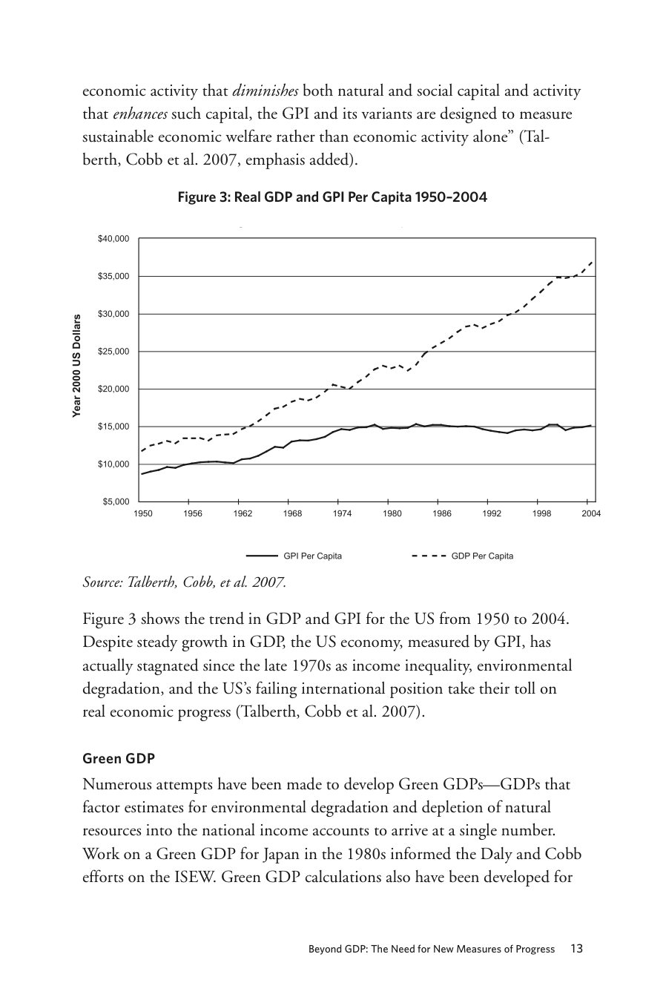 economic activity that diminishes both natural and social capital and activity
that enhances such capital, the GPI and its variants are designed to measure
sustainable economic welfare rather than economic activity alone” (Tal-
berth, Cobb et al. 2007, emphasis added).
Figure 3: Real GDP and GPI Per Capita 1950–2004
Year 2000 US Dollars
$40,000
$35,000
$30,000
$25,000
$20,000
$15,000
$10,000
$5,000
1950 1956 1962 1968 1974 1980 1986 1992 1998 2004
GPI Per Capita GDP Per Capita
Source: Talberth, Cobb, et al. 2007.
Figure 3 shows the trend in GDP and GPI for the US from 1950 to 2004.
Despite steady growth in GDP, the US economy, measured by GPI, has
actually stagnated since the late 1970s as income inequality, environmental
degradation, and the US’s failing international position take their toll on
real economic progress (Talberth, Cobb et al. 2007).
Green GDP
Numerous attempts have been made to develop Green GDPs—GDPs that
factor estimates for environmental degradation and depletion of natural
resources into the national income accounts to arrive at a single number.
Work on a Green GDP for Japan in the 1980s informed the Daly and Cobb
efforts on the ISEW. Green GDP calculations also have been developed for
Beyond GDP: The Need for New Measures of Progress 13